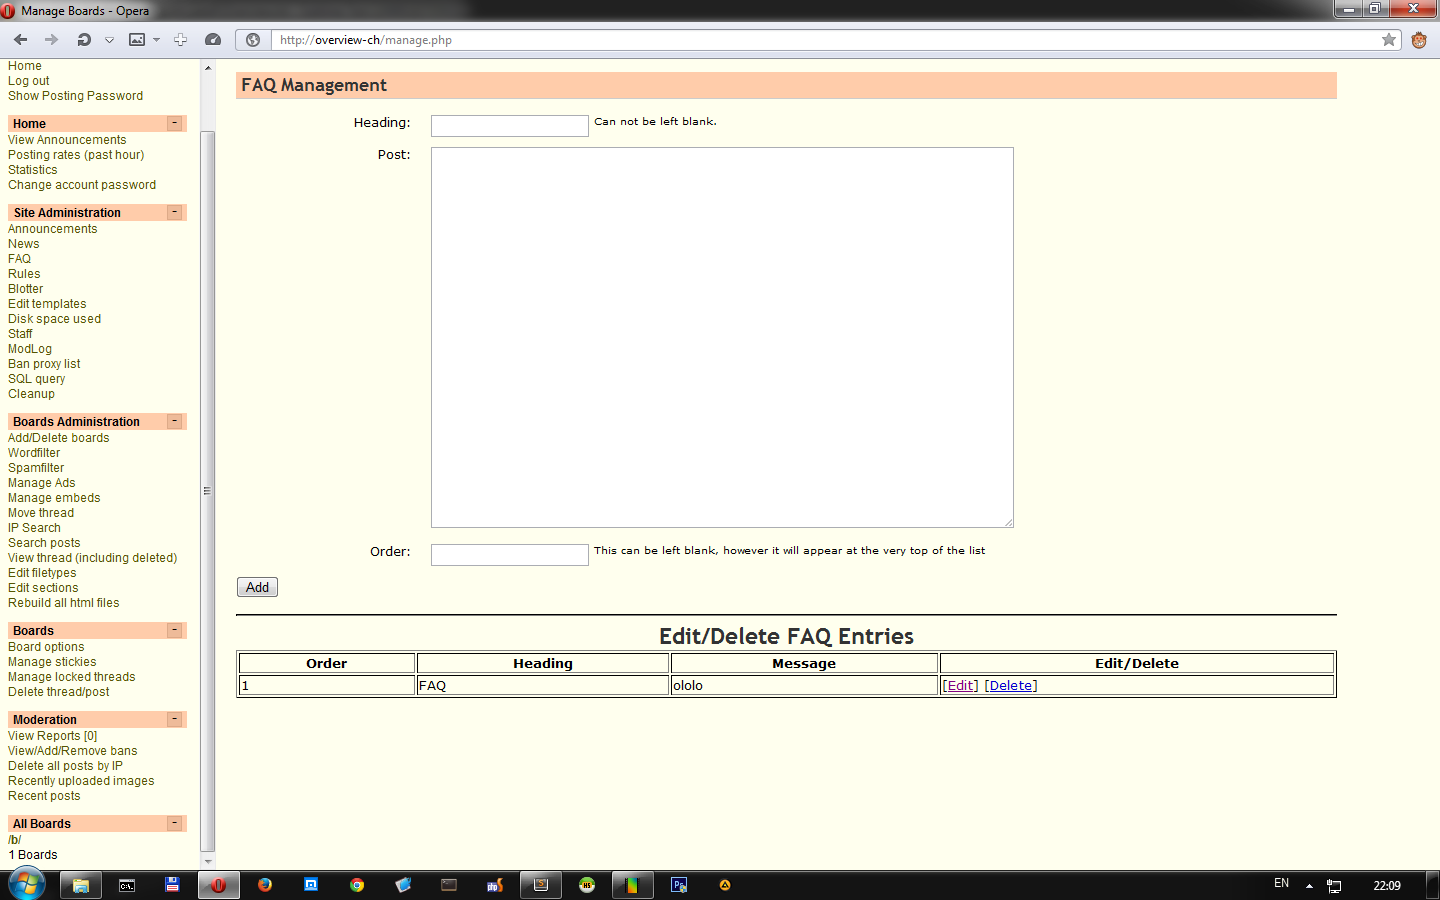 Manage Boards - Opera
http://overview-ch/manage.php
Home
Log out
Show Posting Password
Home -
View Announcements
Posting rates (past hour)
Statistics
Change account password
Site Administration -
Announcements
News
FAQ
Rules
Blotter
Edit templates
Disk space used
Staff
ModLog
Ban proxy list
SQL query
Cleanup
Boards Administration -
Add/Delete boards
Wordfilter
Spamfilter
Manage Ads
Manage embeds
Move thread
IP Search
Search posts
View thread (including deleted)
Edit filetypes
Edit sections
Rebuild all html files
Boards -
Board options
Manage stickies
Manage locked threads
Delete thread/post
Moderation -
View Reports [0]
View/Add/Remove bans
Delete all posts by IP
Recently uploaded images
Recent posts
All Boards -
/b/
1 Boards
FAQ Management
Heading: Can not be left blank.
Post:
Order: This can be left blank, however it will appear at the very top of the list
Add
Edit/Delete FAQ Entries
Order Heading Message Edit/Delete
1 FAQ ololo [Edit] [Delete]
EN 22:09